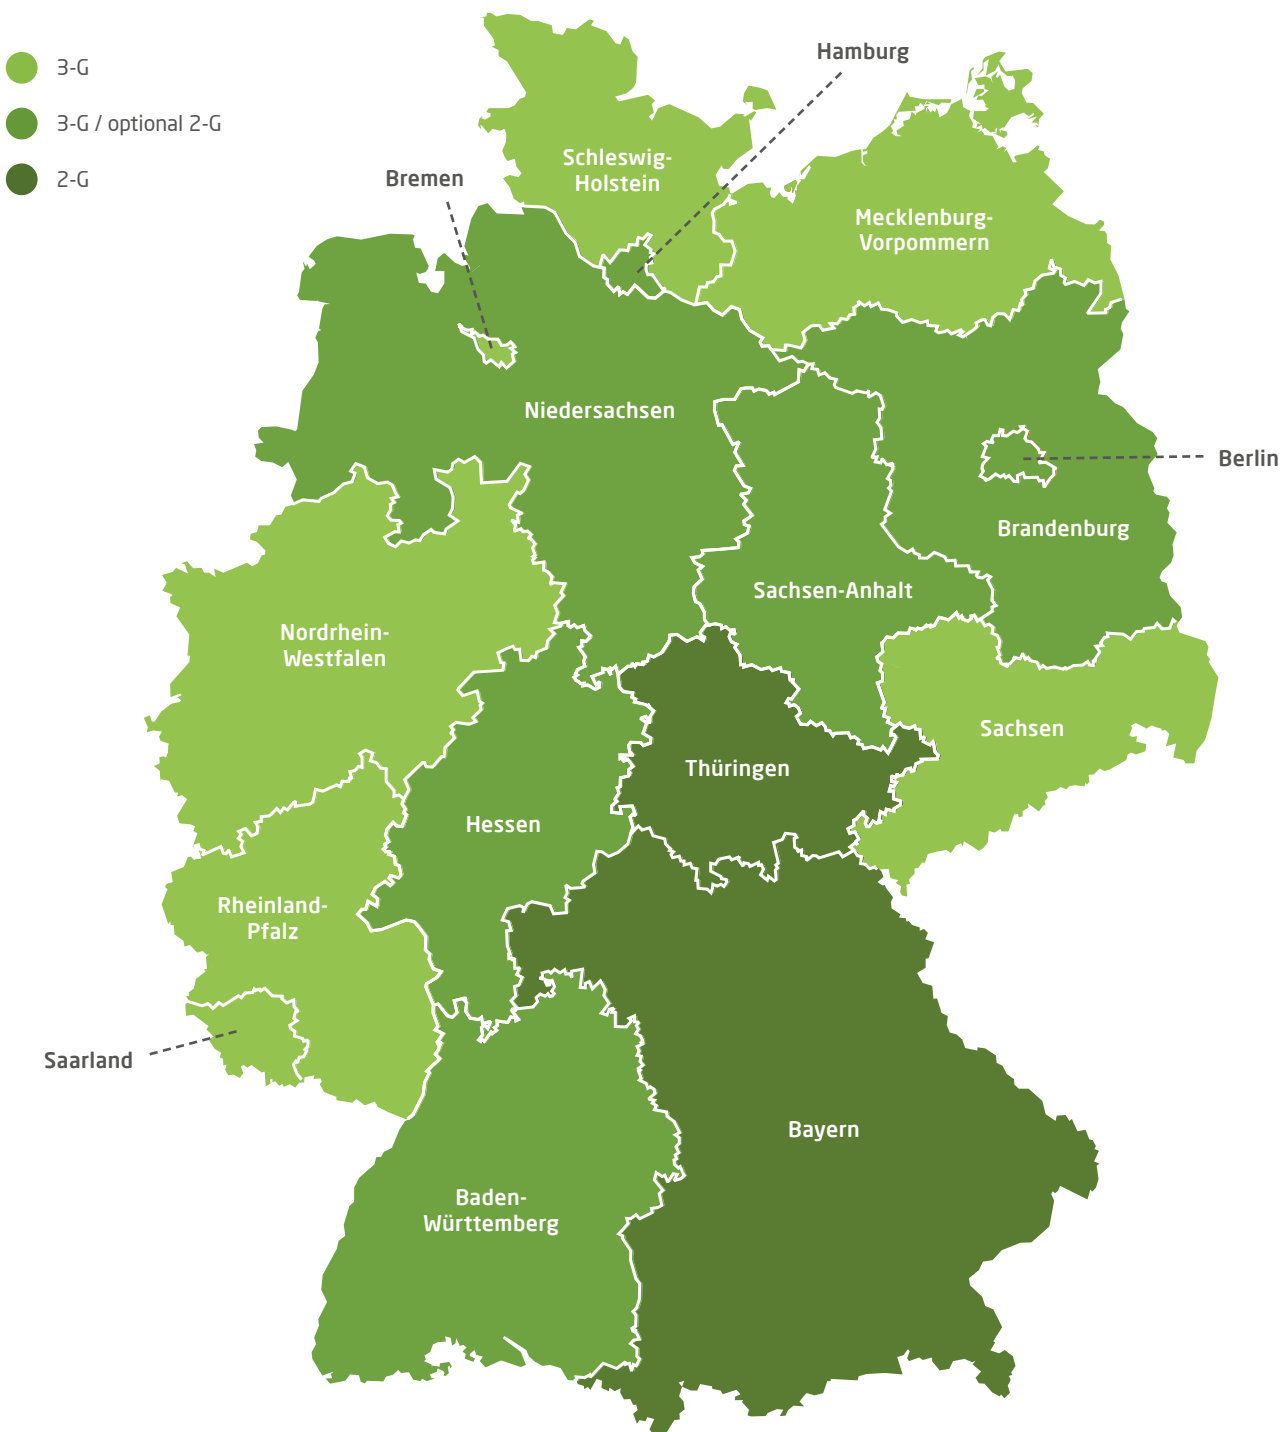 3-G
3-G / optional 2-G
2-G
Hamburg
Bremen
Schleswig-
Holstein
Mecklenburg-
Vorpommern
Niedersachsen
Berlin
Brandenburg
Sachsen-Anhalt
Nordrhein-
Westfalen
Sachsen
Thüringen
Hessen
Rheinland-
Pfalz
Saarland
Bayern
Baden-
Württemberg